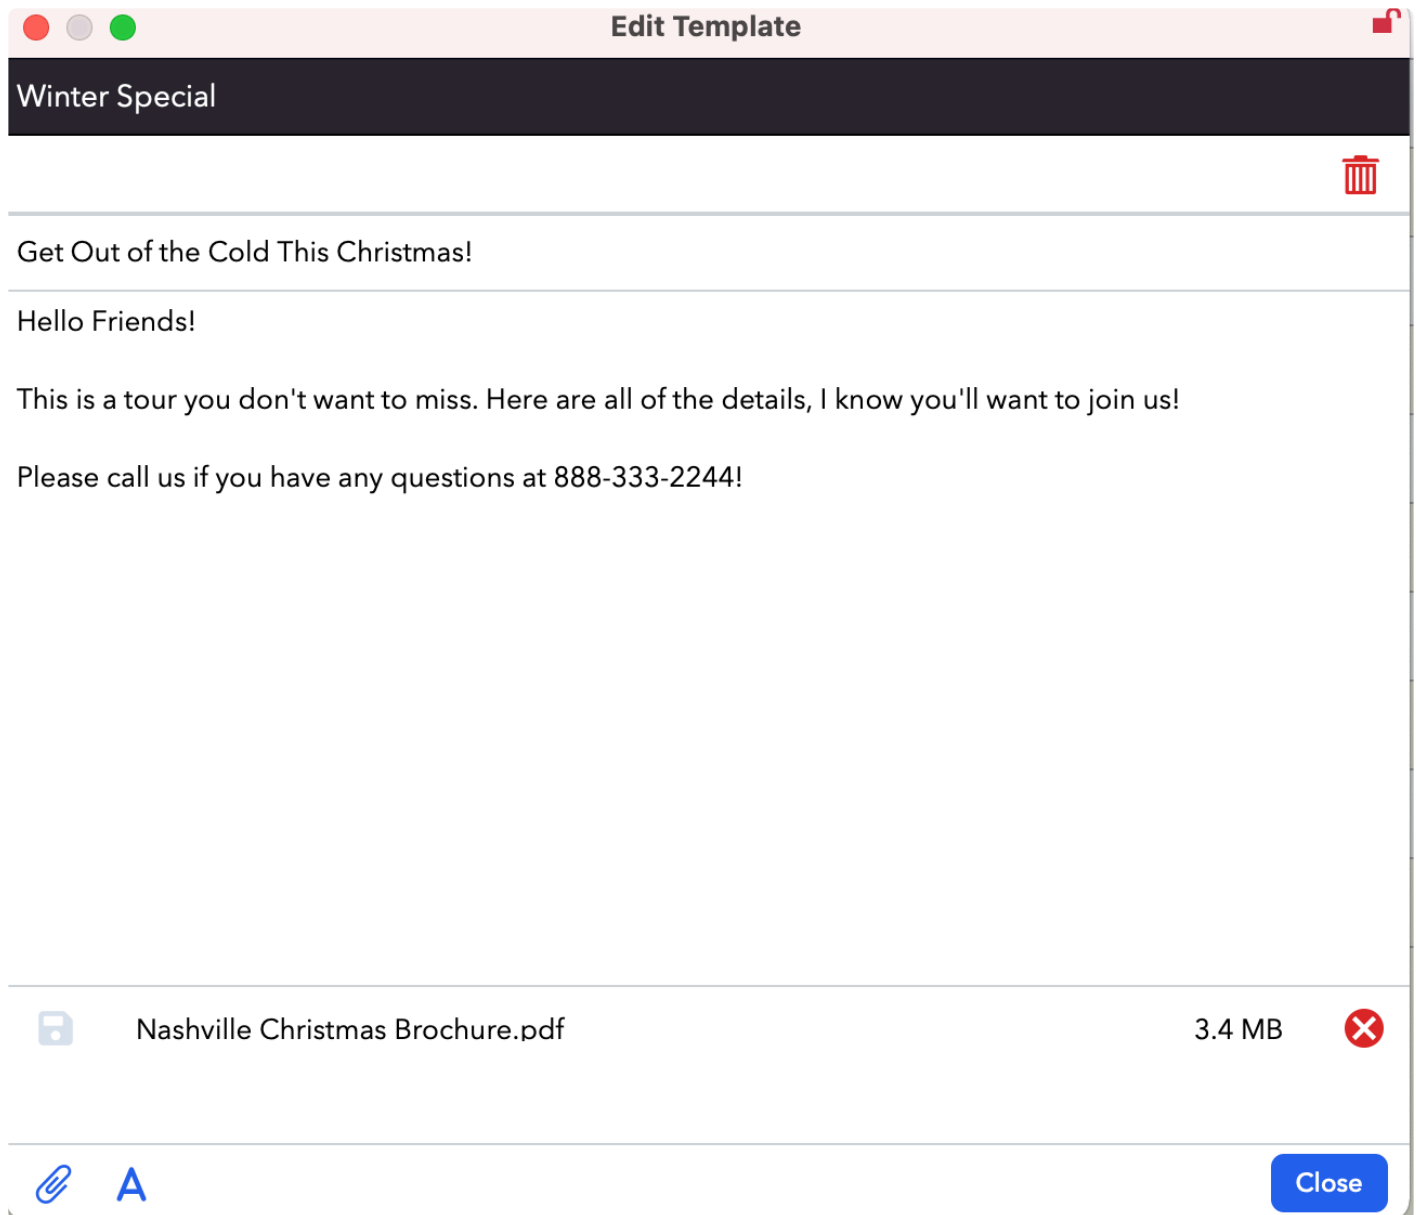 Edit Template
Winter Special
Get Out of the Cold This Christmas!
Hello Friends!
This is a tour you don't want to miss. Here are all of the details, I know you'll want to join us!
Please call us if you have any questions at 888-333-2244!
Nashville Christmas Brochure.pdf 3.4 MB
A Close